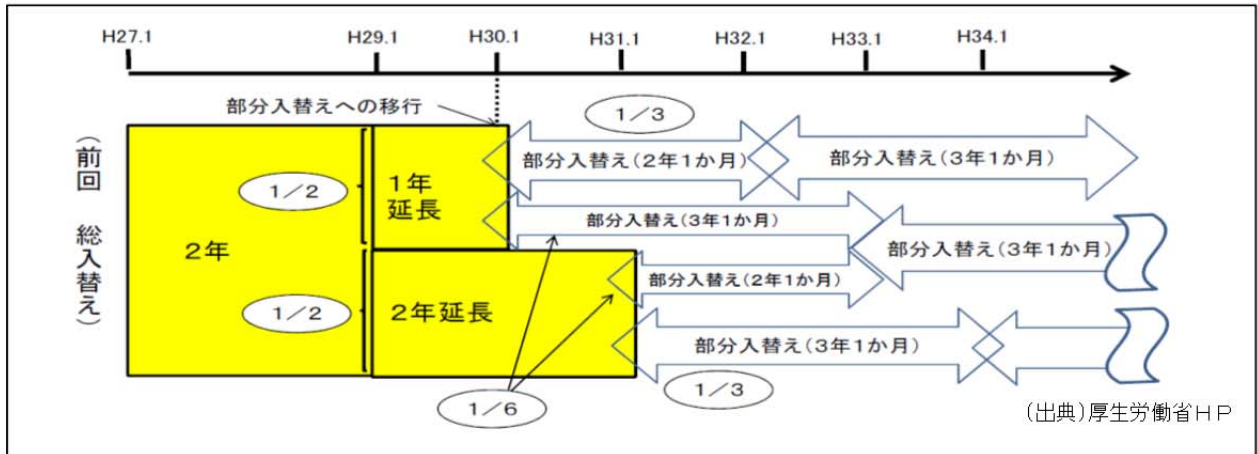 H27.1
H29.1
H30.1
H31.1
H32.1
H33.1
H34.1
部分入替えへの移行
1/3
(前回 総入替え)
2年
1/2
1年
延長
部分入替え(2年1か月)
部分入替え(3年1か月)
部分入替え(3年1か月)
部分入替え(3年1か月)
1/2
2年延長
部分入替え(2年1か月)
部分入替え(3年1か月)
1/6
1/3
(出典)厚生労働省HP